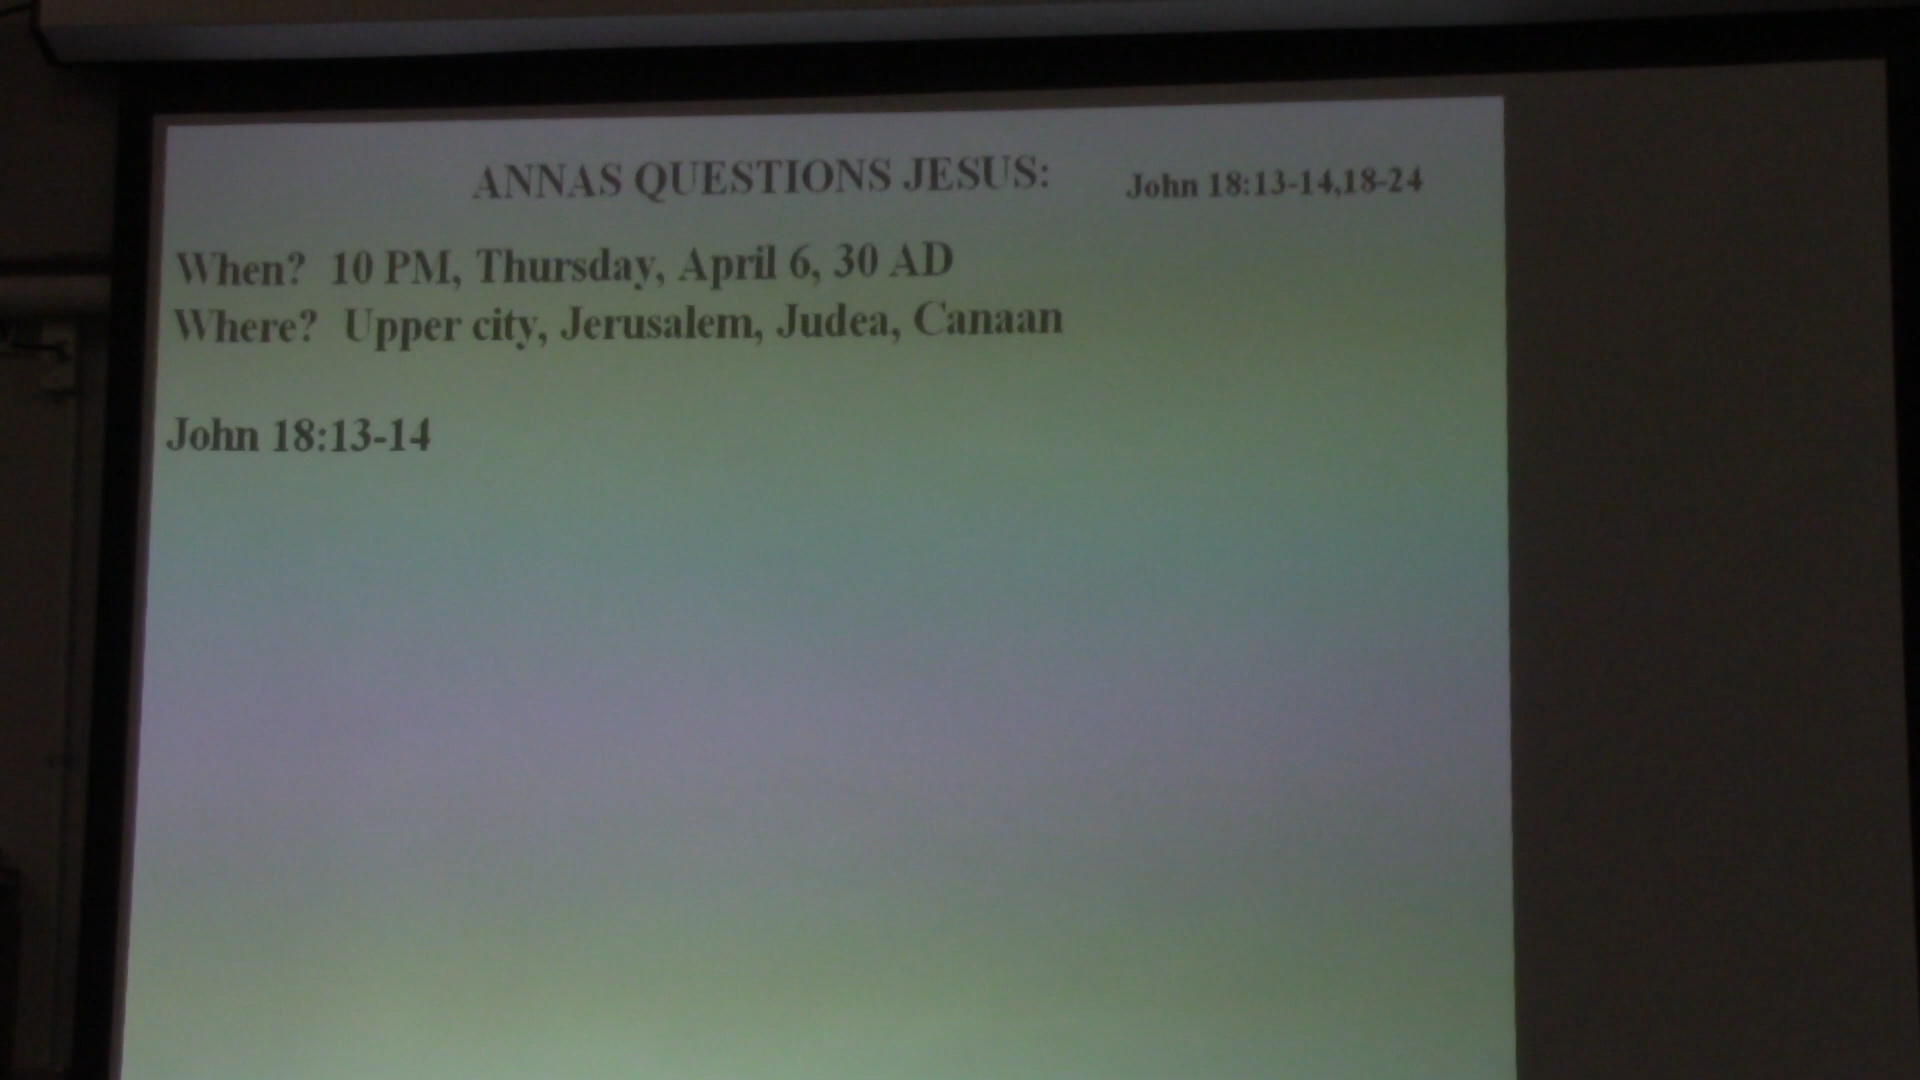 ANNAS QUESTIONS JESUS: John 18:13-14,18-24
When? 10 PM, Thursday, April 6, 30 AD
Where? Upper city, Jerusalem, Judea, Canaan
John 18:13-14